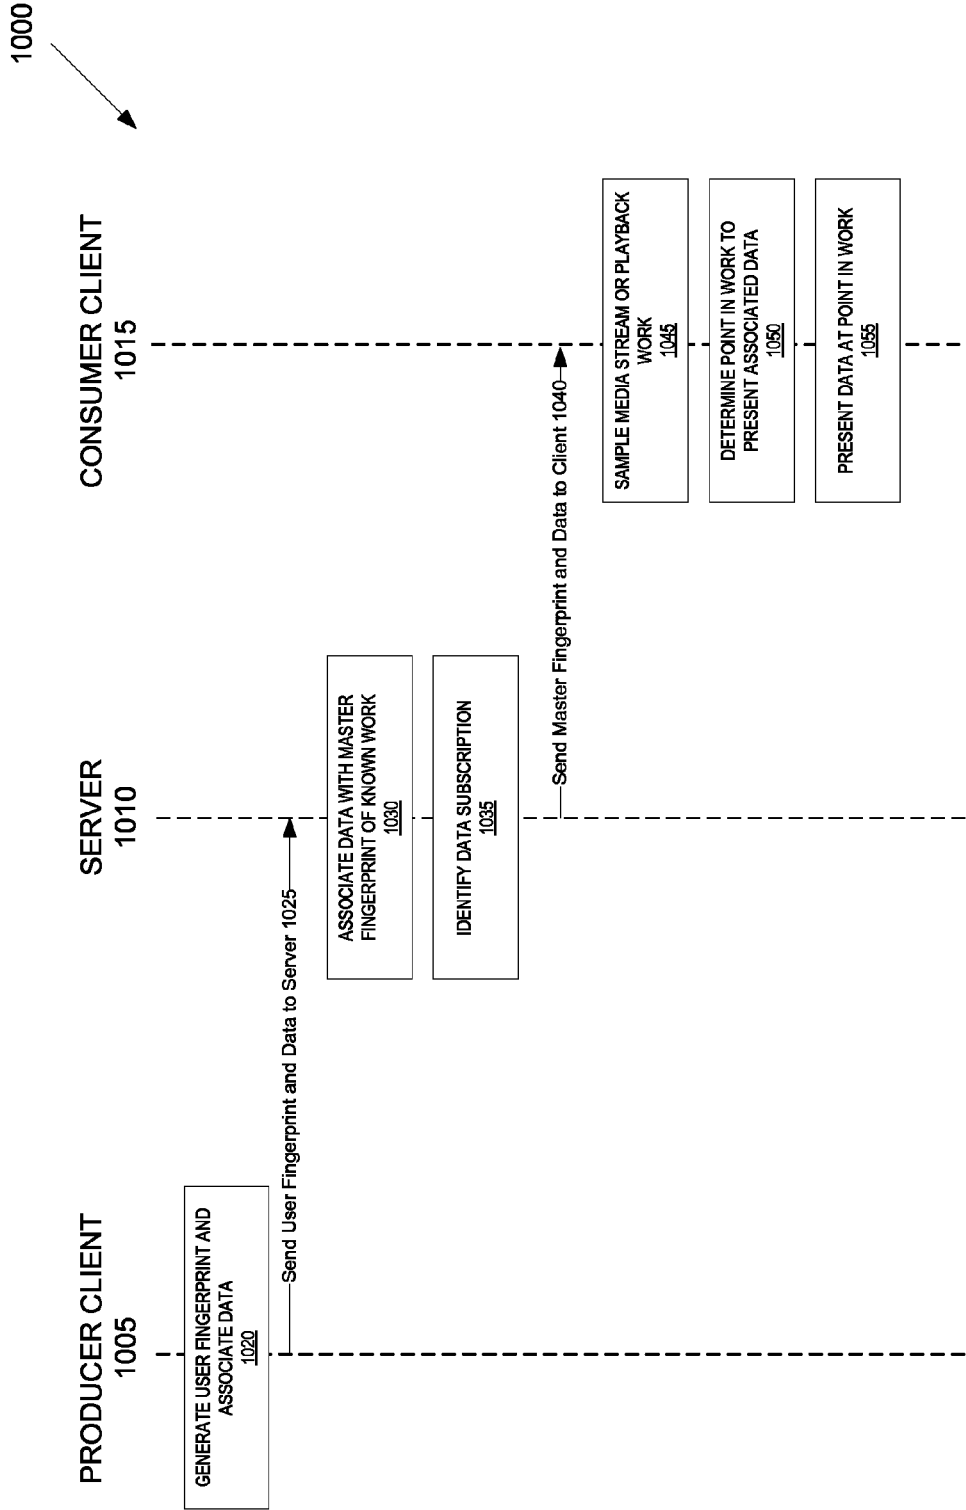 1000
PRODUCER CLIENT
1005
SERVER
1010
CONSUMER CLIENT
1015
GENERATE USER FINGERPRINT AND
ASSOCIATE DATA
1020
Send User Fingerprint and Data to Server 1025
ASSOCIATE DATA WITH MASTER
FINGERPRINT OF KNOWN WORK
1030
IDENTIFY DATA SUBSCRIPTION
1035
Send Master Fingerprint and Data to Client 1040
SAMPLE MEDIA STREAM OR PLAYBACK
WORK
1045
DETERMINE POINT IN WORK TO
PRESENT ASSOCIATED DATA
1050
PRESENT DATA AT POINT IN WORK
1055